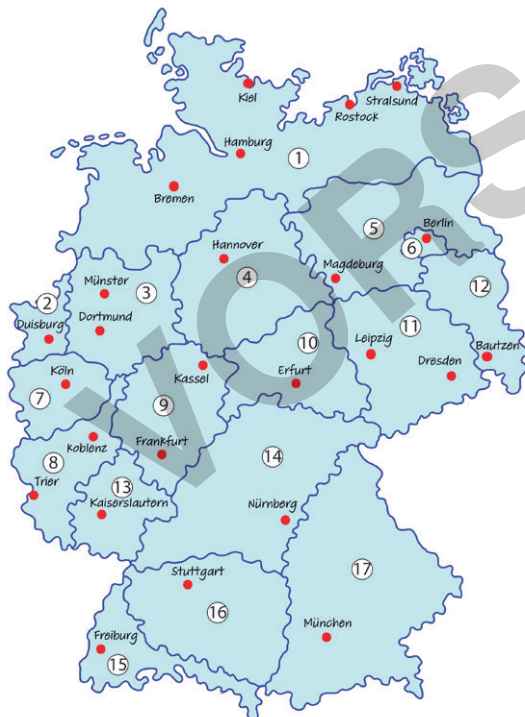 Kiel
Stralsund
Rostock
Hamburg
1
Bremen
5
Berlin
6
Hannover
Magdeburg
4
12
2
Münster
3
Duisburg
Dortmund
10
11
Leipzig
Bautzen
Dresden
Kassel
Erfurt
Köln
7
9
Koblenz
8
Frankfurt
14
Trier
13
Kaiserslautern
Nürnberg
17
Stuttgart
16
München
Freiburg
15
VORS